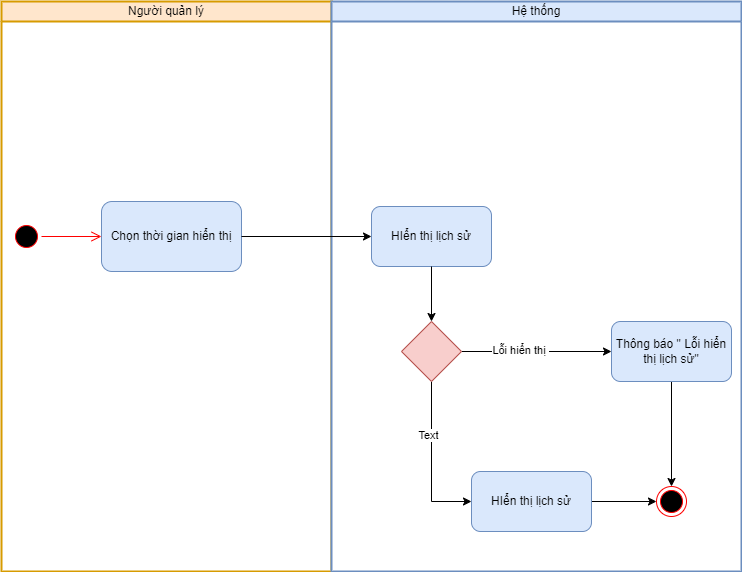 Người quản lý
Hệ thống
Chọn thời gian hiển thị
HIển thị lịch sử
Lỗi hiển thị
Thông báo " Lỗi hiển
thị lịch sử"
Text
HIển thị lịch sử